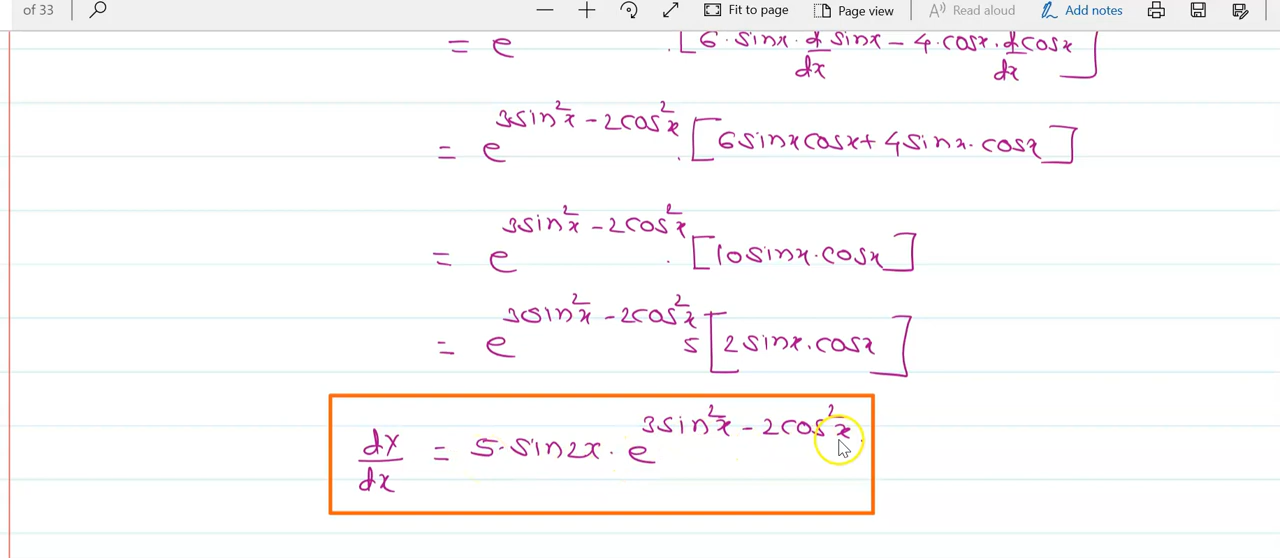 of 33 Fit to page Page view Read aloud Add notes
= e . [6 · sinx · d/dx sinx – 4 · cosx · d/dx cosx]
= e^(3sin²x – 2cos²x) . [6sinxcosx + 4sinx · cosx]
= e^(3sin²x – 2cos²x) . [10sinx · cosx]
= e^(3sin²x – 2cos²x) 5 [2sinx · cosx]
dx/dx = 5 · sin2x · e^(3sin²x – 2cos²x)